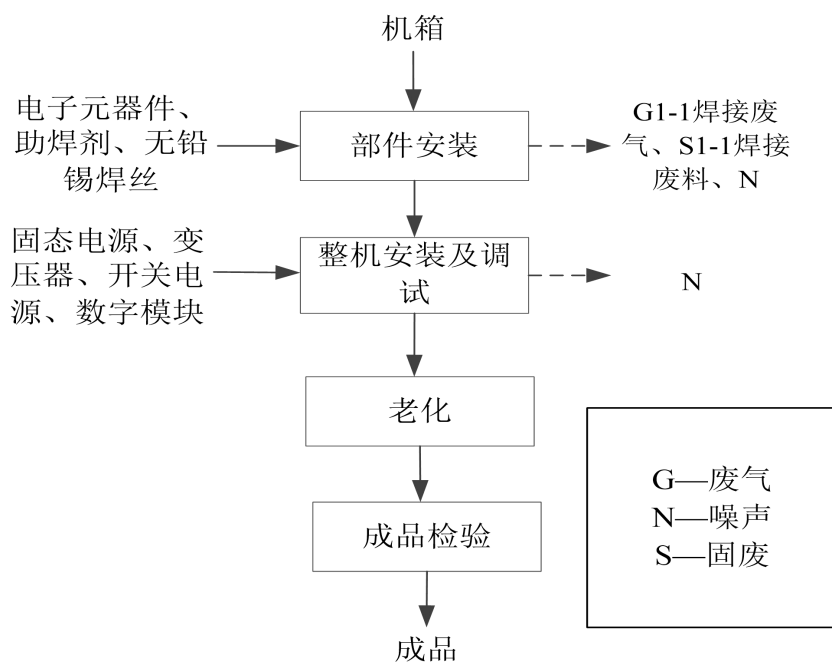 机箱
电子元器件、
助焊剂、无铅
锡焊丝
部件安装
G1-1焊接废
气、S1-1焊接
废料、N
固态电源、变
压器、开关电
源、数字模块
整机安装及调
试
N
老化
成品检验
成品
G—废气
N—噪声
S—固废